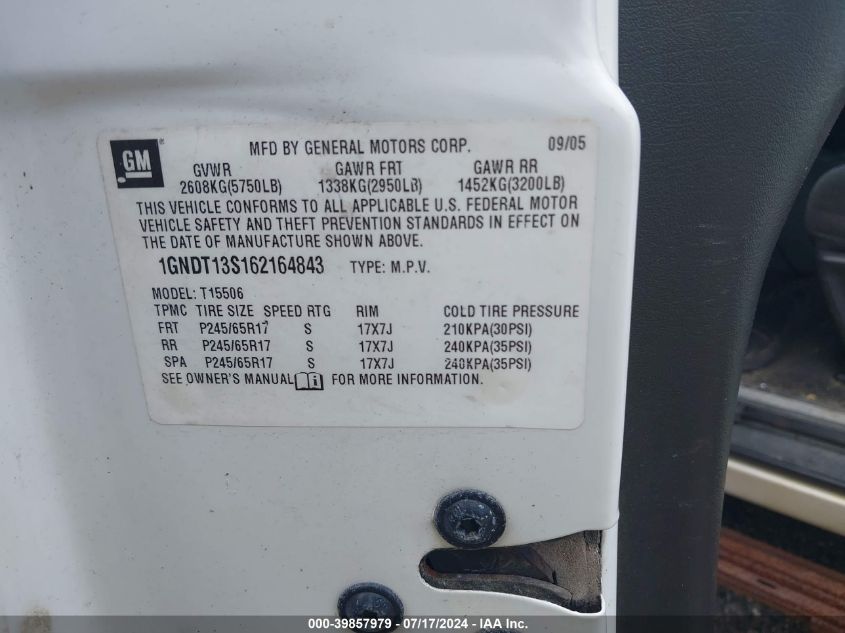 GM
MFD BY GENERAL MOTORS CORP. 09/05
GVWR GAWR FRT GAWR RR
2608KG(5750LB) 1338KG(2950LB) 1452KG(3200LB)
THIS VEHICLE CONFORMS TO ALL APPLICABLE U.S. FEDERAL MOTOR
VEHICLE SAFETY AND THEFT PREVENTION STANDARDS IN EFFECT ON
THE DATE OF MANUFACTURE SHOWN ABOVE.
1GNDT13S162164843 TYPE: M.P.V.
MODEL: T15506
TPMC TIRE SIZE SPEED RTG RIM COLD TIRE PRESSURE
FRT P245/65R17 S 17X7J 210KPA(30PSI)
RR P245/65R17 S 17X7J 240KPA(35PSI)
SPA P245/65R17 S 17X7J 240KPA(35PSI)
SEE OWNER'S MANUAL FOR MORE INFORMATION.
000-39857979 - 07/17/2024 - IAA Inc.